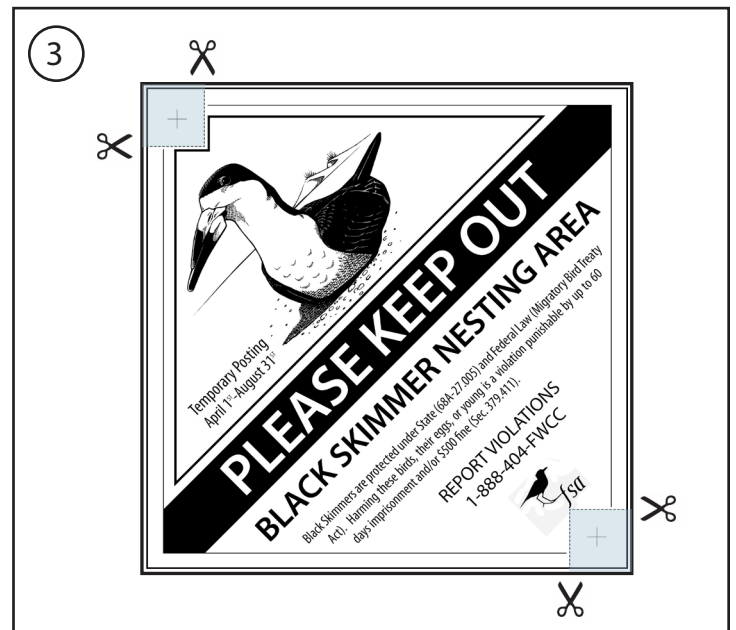 3
Temporary Posting
April 1st-August 31st
PLEASE KEEP OUT
BLACK SKIMMER NESTING AREA
Black Skimmers are protected under State (68A-27.005) and Federal Law (Migratory Bird Treaty
Act). Harming these birds, their eggs, or young is a violation punishable by up to 60
days imprisonment and/or $500 fine (Sec. 379.411).
REPORT VIOLATIONS
1-888-404-FWCC
fsa